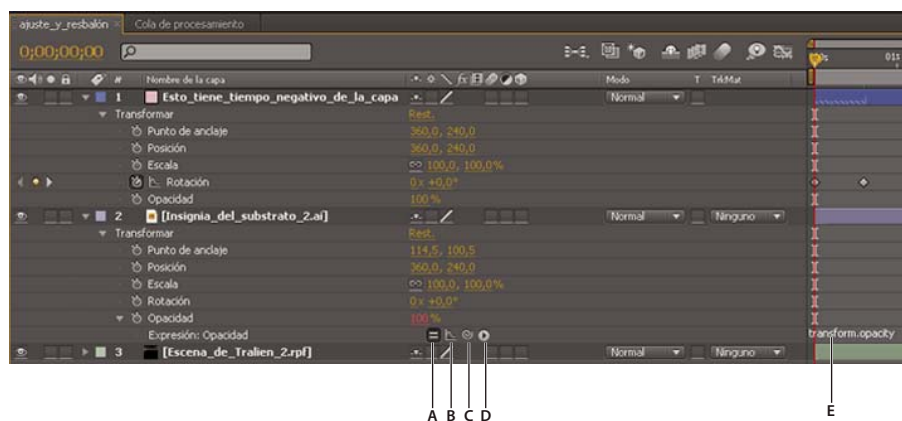 ajuste_y_resbalón × Cola de procesamiento
0;00;00;00
01s
# Nombre de la capa Modo T TrkMat
1 Esto_tiene_tiempo_negativo_de_la_capa Normal
Transformar Rest.
Punto de anclaje 360,0, 240,0
Posición 360,0, 240,0
Escala 100,0, 100,0%
Rotación 0 x +0,0°
Opacidad 100%
2 [Insignia_del_substrato_2.ai] Normal Ninguno
Transformar Rest.
Punto de anclaje 114,5, 100,5
Posición 360,0, 240,0
Escala 100,0, 100,0%
Rotación 0 x +0,0°
Opacidad 100%
Expresión: Opacidad transform.opacity
3 [Escena_de_Tralien_2.rpf] Normal Ninguno
A B C D E